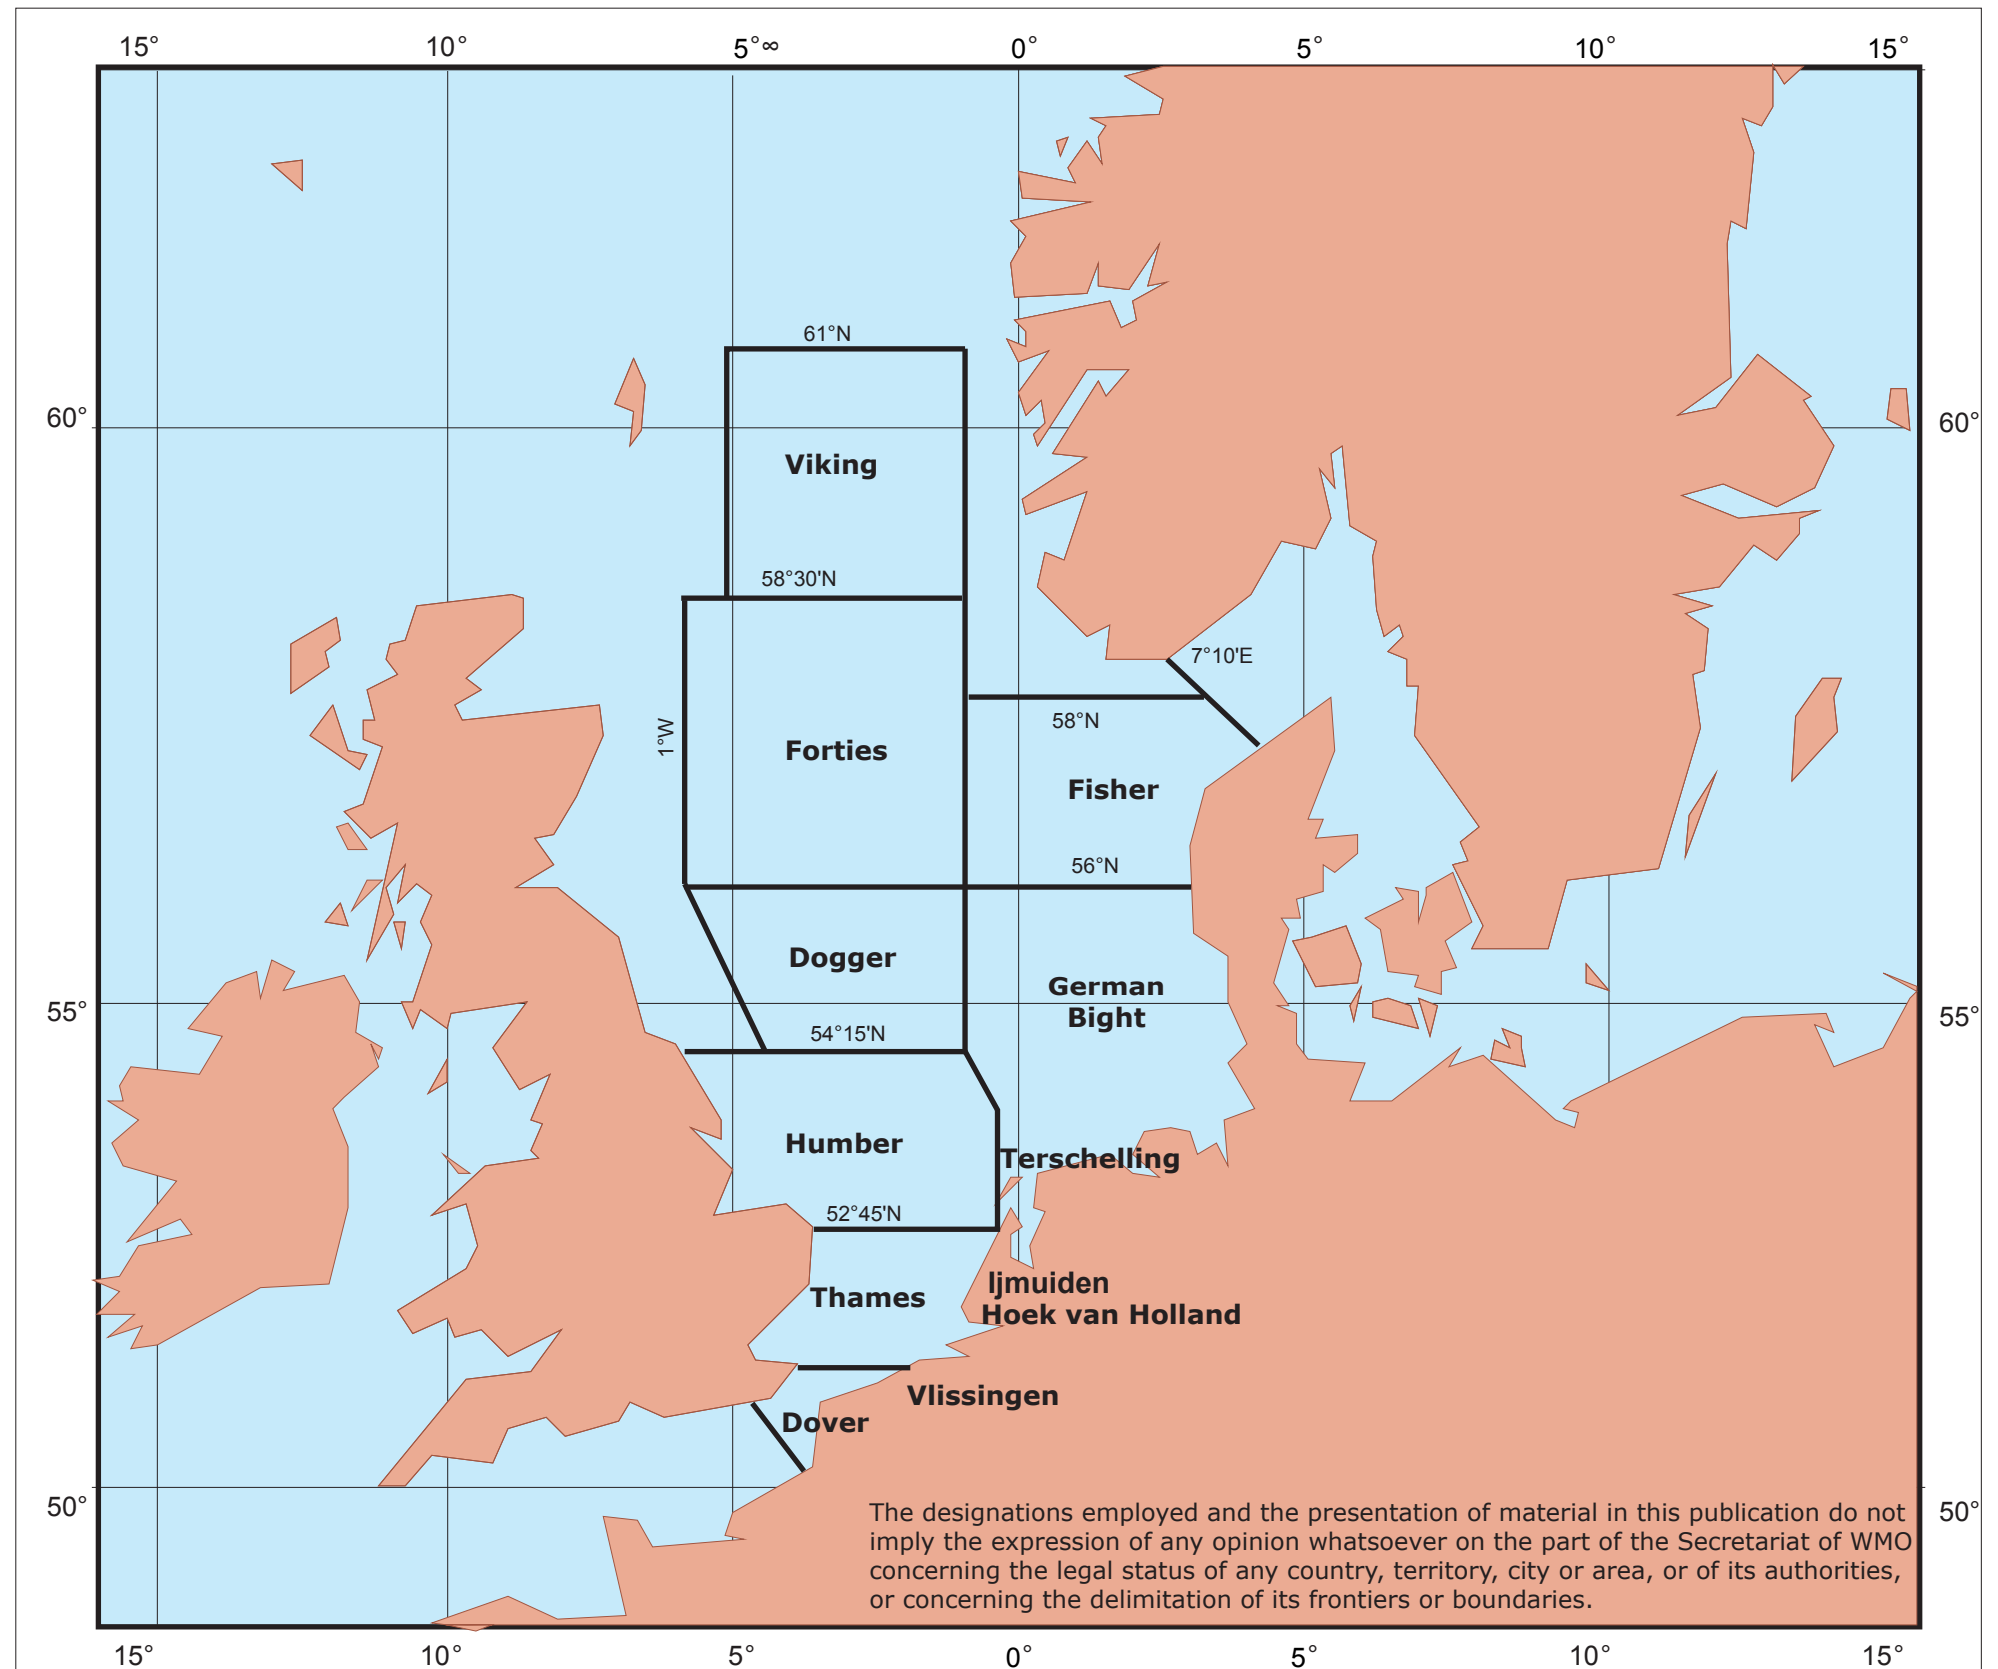 15° 10° 5°∞ 0° 5° 10° 15°
61°N
60° 60°
Viking
58°30'N
7°10'E
58°N
1°W
Forties
Fisher
56°N
Dogger
German
Bight
55° 55°
54°15'N
Humber
Terschelling
52°45'N
Ijmuiden
Thames
Hoek van Holland
Vlissingen
Dover
50° 50°
The designations employed and the presentation of material in this publication do not
imply the expression of any opinion whatsoever on the part of the Secretariat of WMO
concerning the legal status of any country, territory, city or area, or of its authorities,
or concerning the delimitation of its frontiers or boundaries.
15° 10° 5° 0° 5° 10° 15°